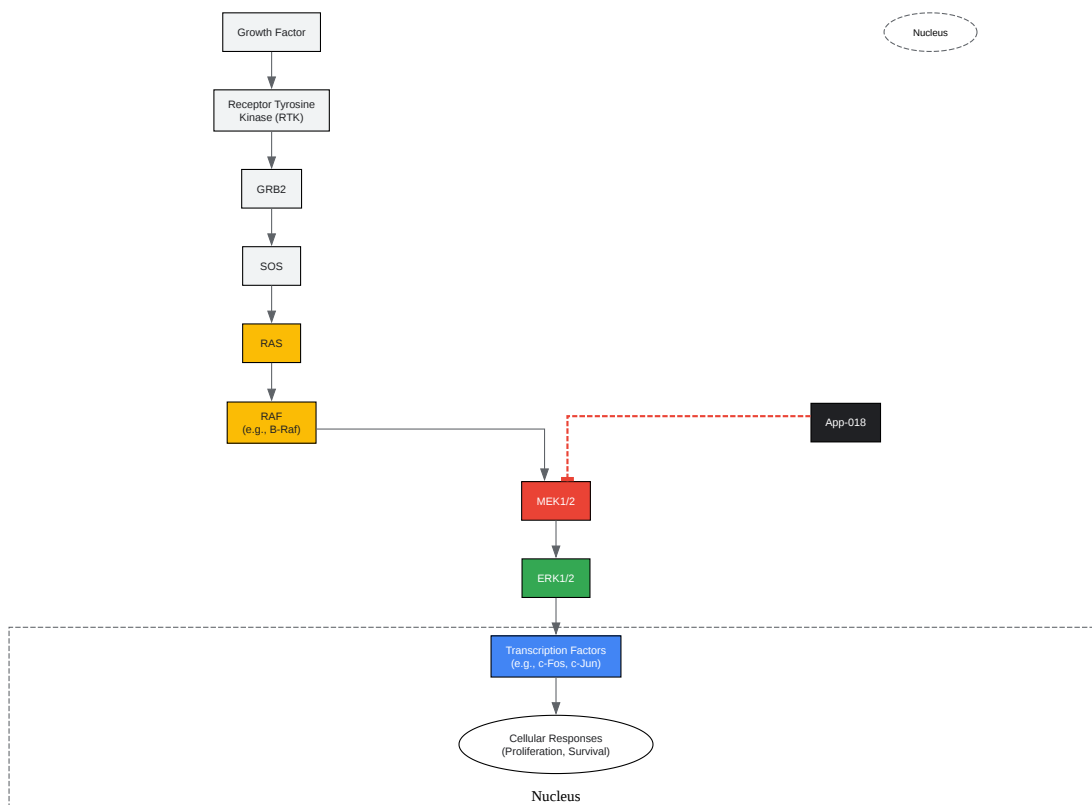 Growth Factor
Nucleus
Receptor Tyrosine
Kinase (RTK)
GRB2
SOS
RAS
RAF
(e.g., B-Raf)
App-018
MEK1/2
ERK1/2
Transcription Factors
(e.g., c-Fos, c-Jun)
Cellular Responses
(Proliferation, Survival)
Nucleus